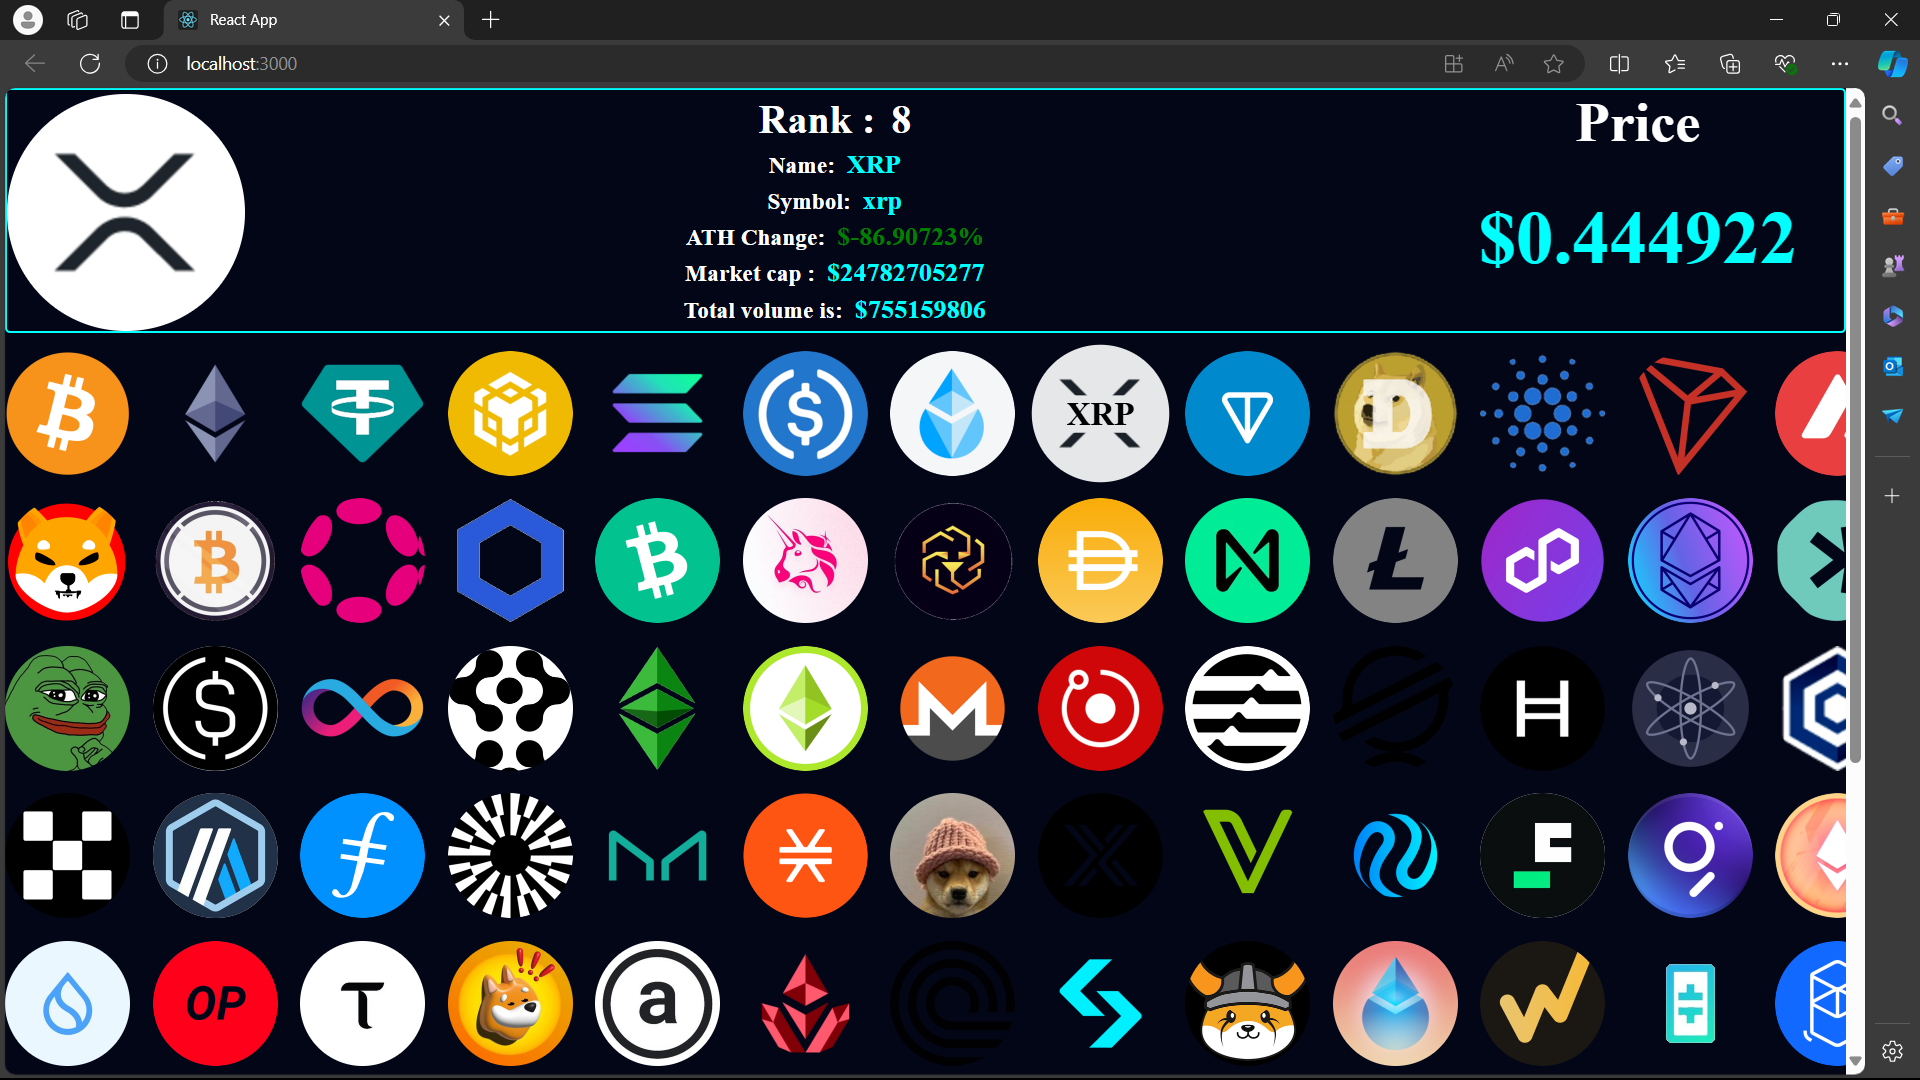 React App
localhost:3000
Rank : 8
Name: XRP
Symbol: xrp
ATH Change: $-86.90723%
Market cap : $24782705277
Total volume is: $755159806
Price
$0.444922
XRP
OP
a